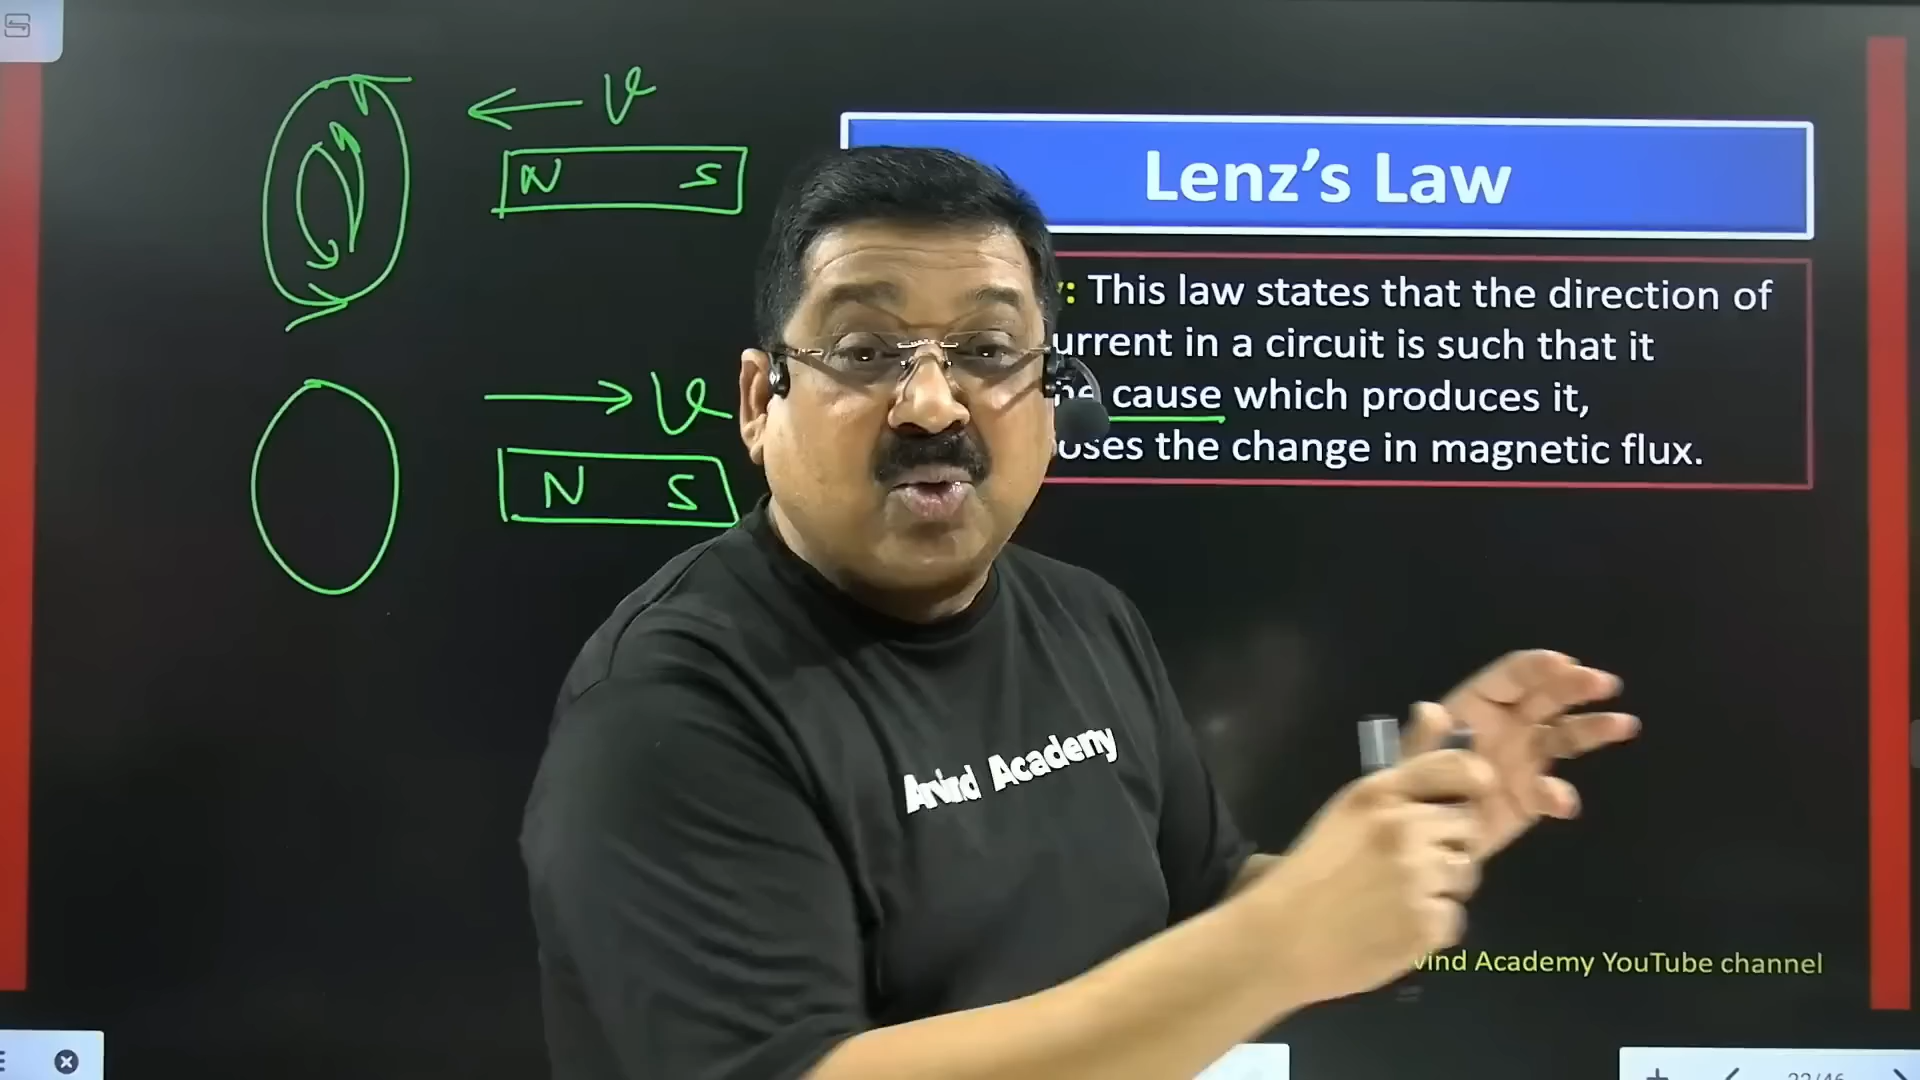 v
N S
Lenz's Law
: This law states that the direction of
urrent in a circuit is such that it
cause which produces it,
oses the change in magnetic flux.
v
N S
Arvind Academy
vind Academy YouTube channel